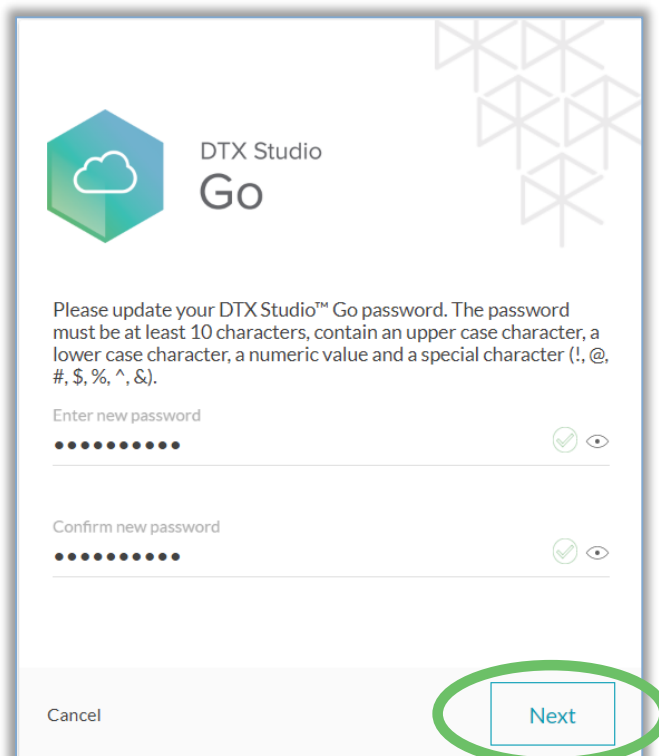 DTX Studio
Go
Please update your DTX Studio™ Go password. The password
must be at least 10 characters, contain an upper case character, a
lower case character, a numeric value and a special character (!, @,
#, $, %, ^, &).
Enter new password
••••••••••
Confirm new password
••••••••••
Cancel
Next